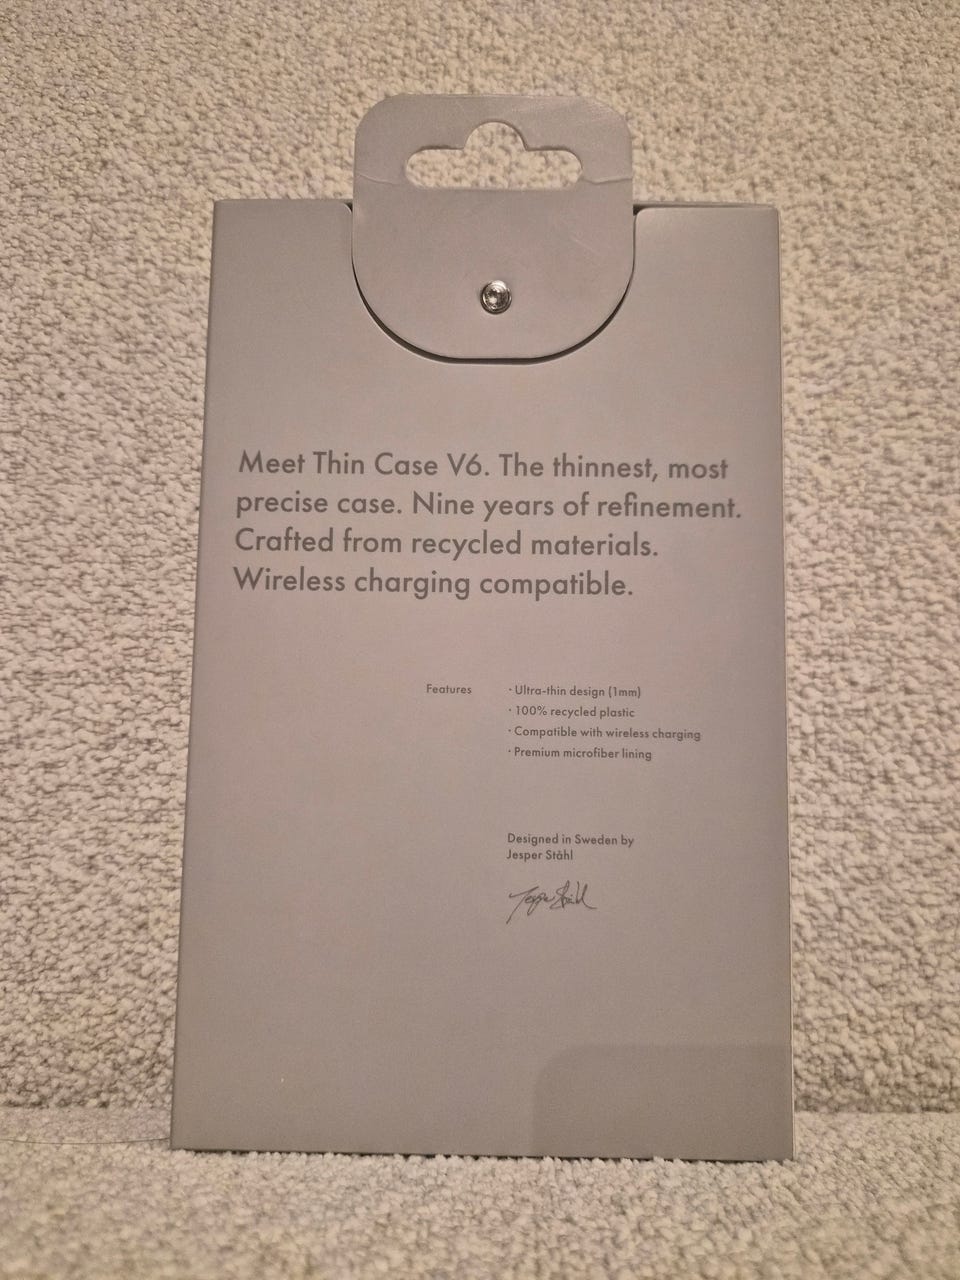 Meet Thin Case V6. The thinnest, most
precise case. Nine years of refinement.
Crafted from recycled materials.
Wireless charging compatible.
Features
· Ultra-thin design (1mm)
· 100% recycled plastic
· Compatible with wireless charging
· Premium microfiber lining
Designed in Sweden by
Jesper Ståhl
Jesper Ståhl